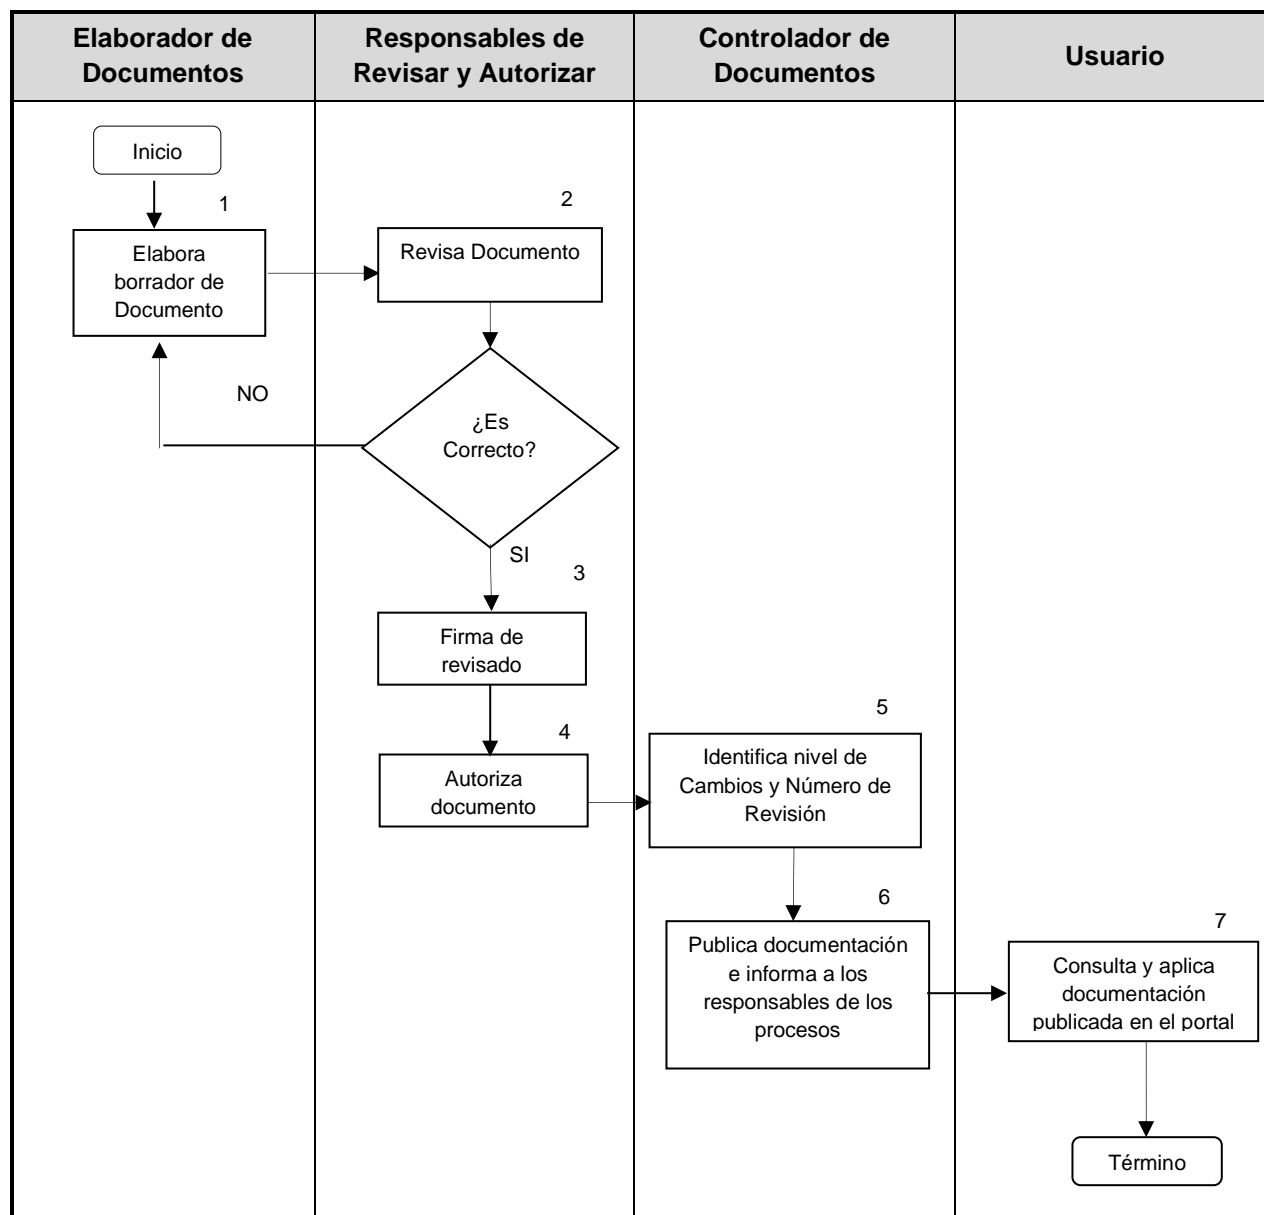 Elaborador de
Documentos
Responsables de
Revisar y Autorizar
Controlador de
Documentos
Usuario
Inicio
1
Elabora
borrador de
Documento
2
Revisa Documento
NO
¿Es
Correcto?
SI
3
Firma de
revisado
4
Autoriza
documento
5
Identifica nivel de
Cambios y Número de
Revisión
6
Publica documentación
e informa a los
responsables de los
procesos
7
Consulta y aplica
documentación
publicada en el portal
Término